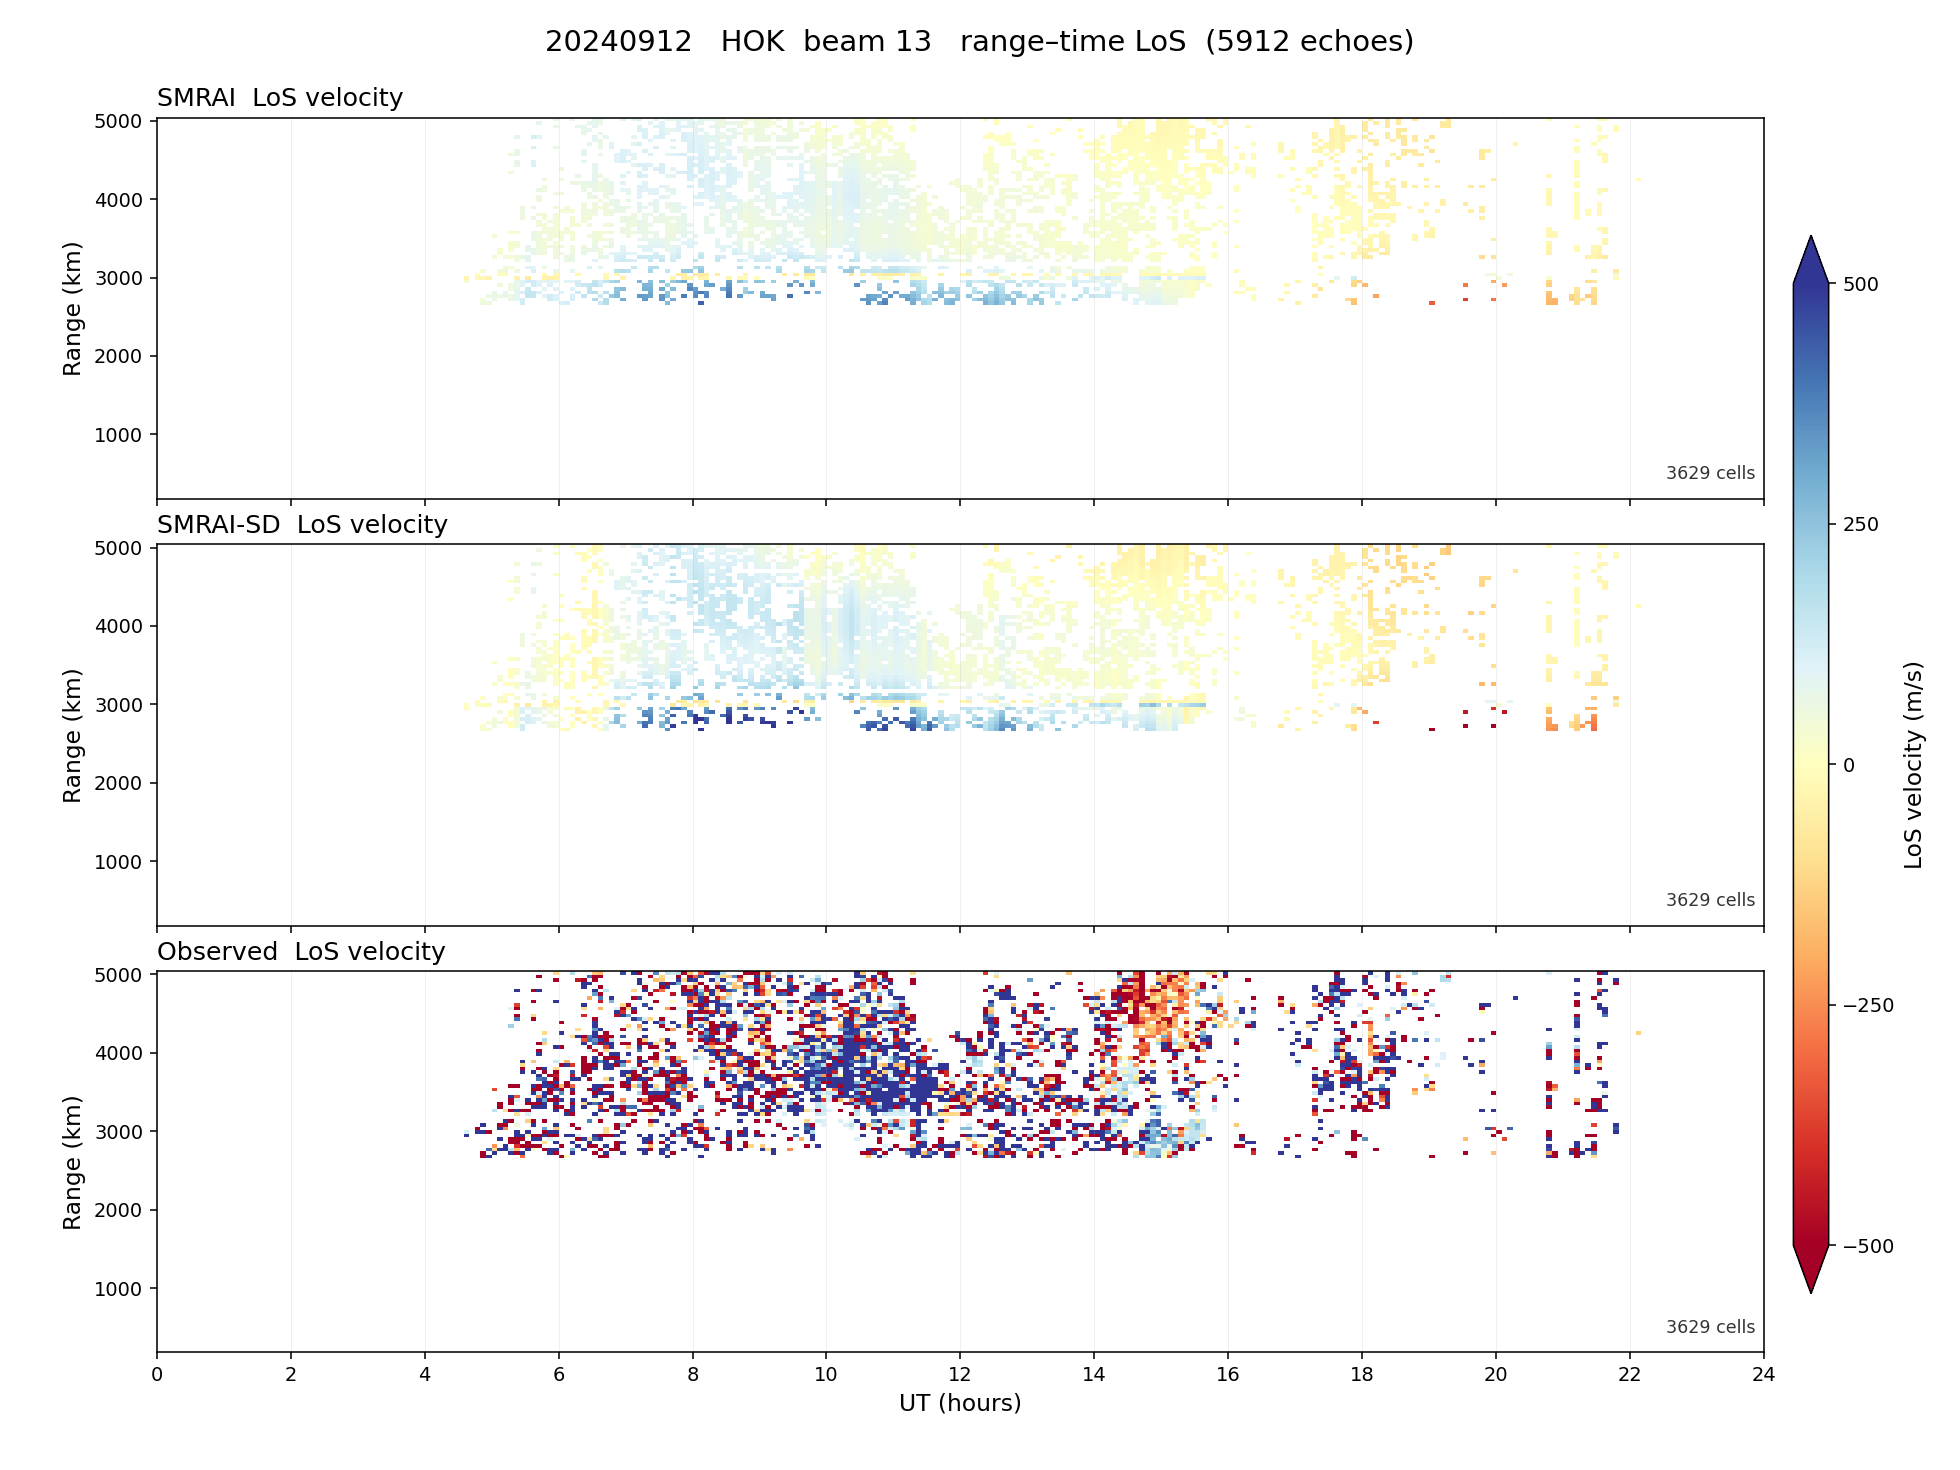 20240912   HOK  beam 13   range–time LoS  (5912 echoes)
SMRAI  LoS velocity
5000
4000
3000
2000
1000
Range (km)
3629 cells
SMRAI-SD  LoS velocity
5000
4000
3000
2000
1000
Range (km)
3629 cells
Observed  LoS velocity
5000
4000
3000
2000
1000
Range (km)
3629 cells
0 2 4 6 8 10 12 14 16 18 20 22 24
UT (hours)
500
250
0
−250
−500
LoS velocity (m/s)